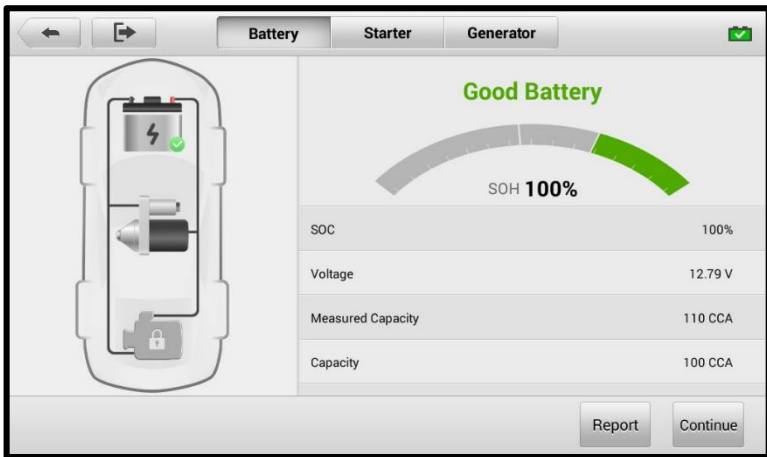 Battery Starter Generator
Good Battery
SOH 100%
SOC 100%
Voltage 12.79 V
Measured Capacity 110 CCA
Capacity 100 CCA
Report Continue